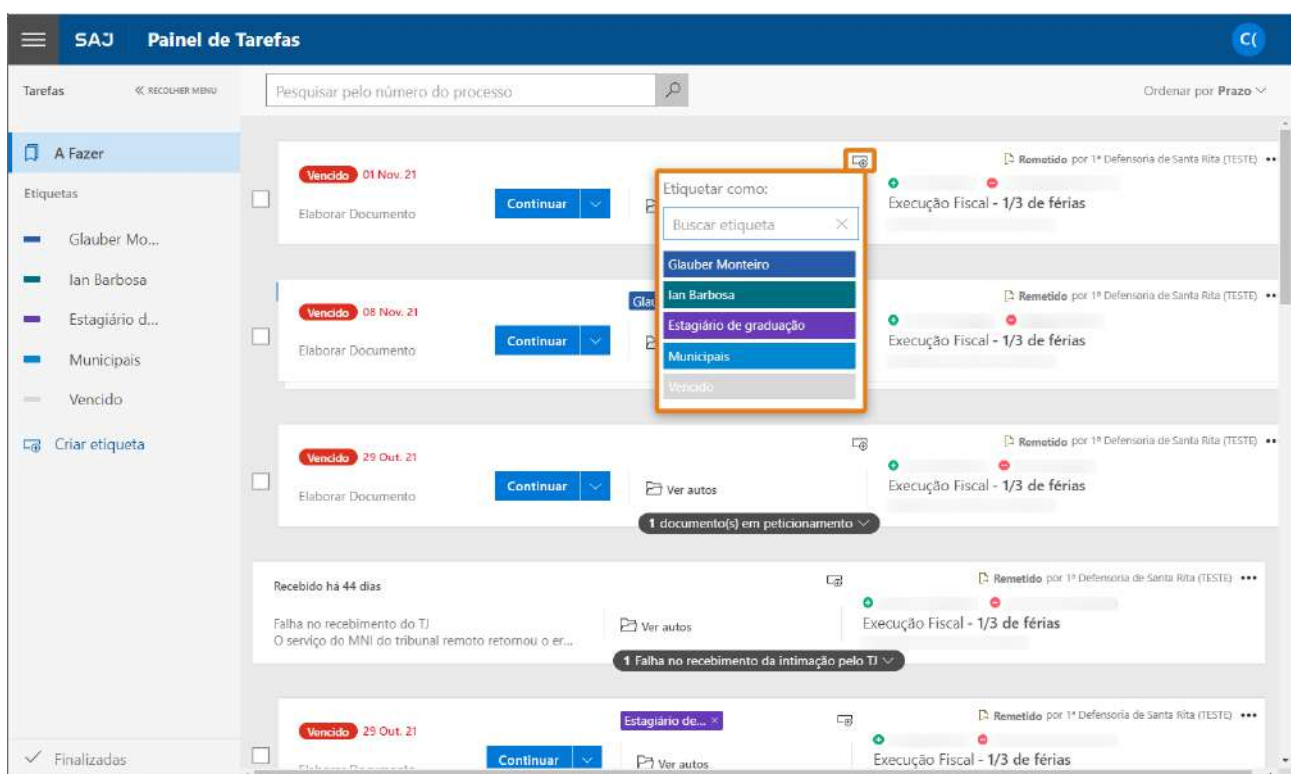 SAJ Painel de Tarefas
C(
Tarefas
RECOLHER MENU
Pesquisar pelo número do processo
Ordenar por Prazo
A Fazer
Etiquetas
Glauber Mo...
Ian Barbosa
Estagiário d...
Municipais
Vencido
Criar etiqueta
Finalizadas
Vencido 01 Nov. 21
Elaborar Documento
Continuar
Remetido por 1ª Defensoria de Santa Rita (TESTE)
Execução Fiscal - 1/3 de férias
Etiquetar como:
Buscar etiqueta
Glauber Monteiro
Ian Barbosa
Estagiário de graduação
Municipais
Vencido
Vencido 08 Nov. 21
Elaborar Documento
Continuar
Glau
Remetido por 1ª Defensoria de Santa Rita (TESTE)
Execução Fiscal - 1/3 de férias
Vencido 29 Out. 21
Elaborar Documento
Continuar
Ver autos
1 documento(s) em peticionamento
Remetido por 1ª Defensoria de Santa Rita (TESTE)
Execução Fiscal - 1/3 de férias
Recebido há 44 dias
Falha no recebimento do TJ
O serviço do MNI do tribunal remoto retornou o er...
Ver autos
1 Falha no recebimento da intimação pelo TJ
Remetido por 1ª Defensoria de Santa Rita (TESTE)
Execução Fiscal - 1/3 de férias
Vencido 29 Out. 21
Continuar
Estagiário de...
Ver autos
Remetido por 1ª Defensoria de Santa Rita (TESTE)
Execução Fiscal - 1/3 de férias